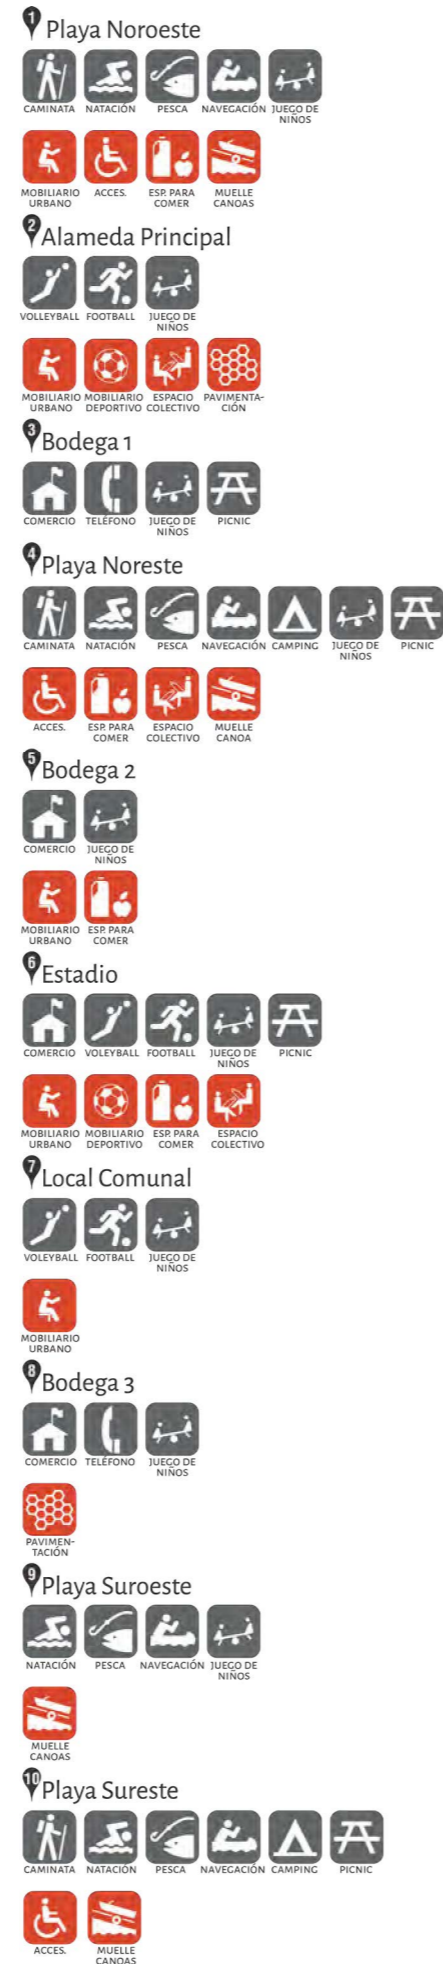 1 Playa Noroeste
CAMINATA NATACIÓN PESCA NAVEGACIÓN JUEGO DE
NIÑOS
MOBILIARIO ACCES. ESP. PARA MUELLE
URBANO COMER CANOAS
2 Alameda Principal
VOLLEYBALL FOOTBALL JUEGO DE
NIÑOS
MOBILIARIO MOBILIARIO ESPACIO PAVIMENTA-
URBANO DEPORTIVO COLECTIVO CIÓN
3 Bodega 1
COMERCIO TELÉFONO JUEGO DE PICNIC
NIÑOS
4 Playa Noreste
CAMINATA NATACIÓN PESCA NAVEGACIÓN CAMPING JUEGO DE PICNIC
NIÑOS
ACCES. ESP. PARA ESPACIO MUELLE
COMER COLECTIVO CANOA
5 Bodega 2
COMERCIO JUEGO DE
NIÑOS
MOBILIARIO ESP. PARA
URBANO COMER
6 Estadio
COMERCIO VOLEYBALL FOOTBALL JUEGO DE PICNIC
NIÑOS
MOBILIARIO MOBILIARIO ESP. PARA ESPACIO
URBANO DEPORTIVO COMER COLECTIVO
7 Local Comunal
VOLEYBALL FOOTBALL JUEGO DE
NIÑOS
MOBILIARIO
URBANO
8 Bodega 3
COMERCIO TELÉFONO JUEGO DE
NIÑOS
PAVIMEN-
TACIÓN
9 Playa Suroeste
NATACIÓN PESCA NAVEGACIÓN JUEGO DE
NIÑOS
MUELLE
CANOAS
10 Playa Sureste
CAMINATA NATACIÓN PESCA NAVEGACIÓN CAMPING PICNIC
ACCES. MUELLE
CANOAS